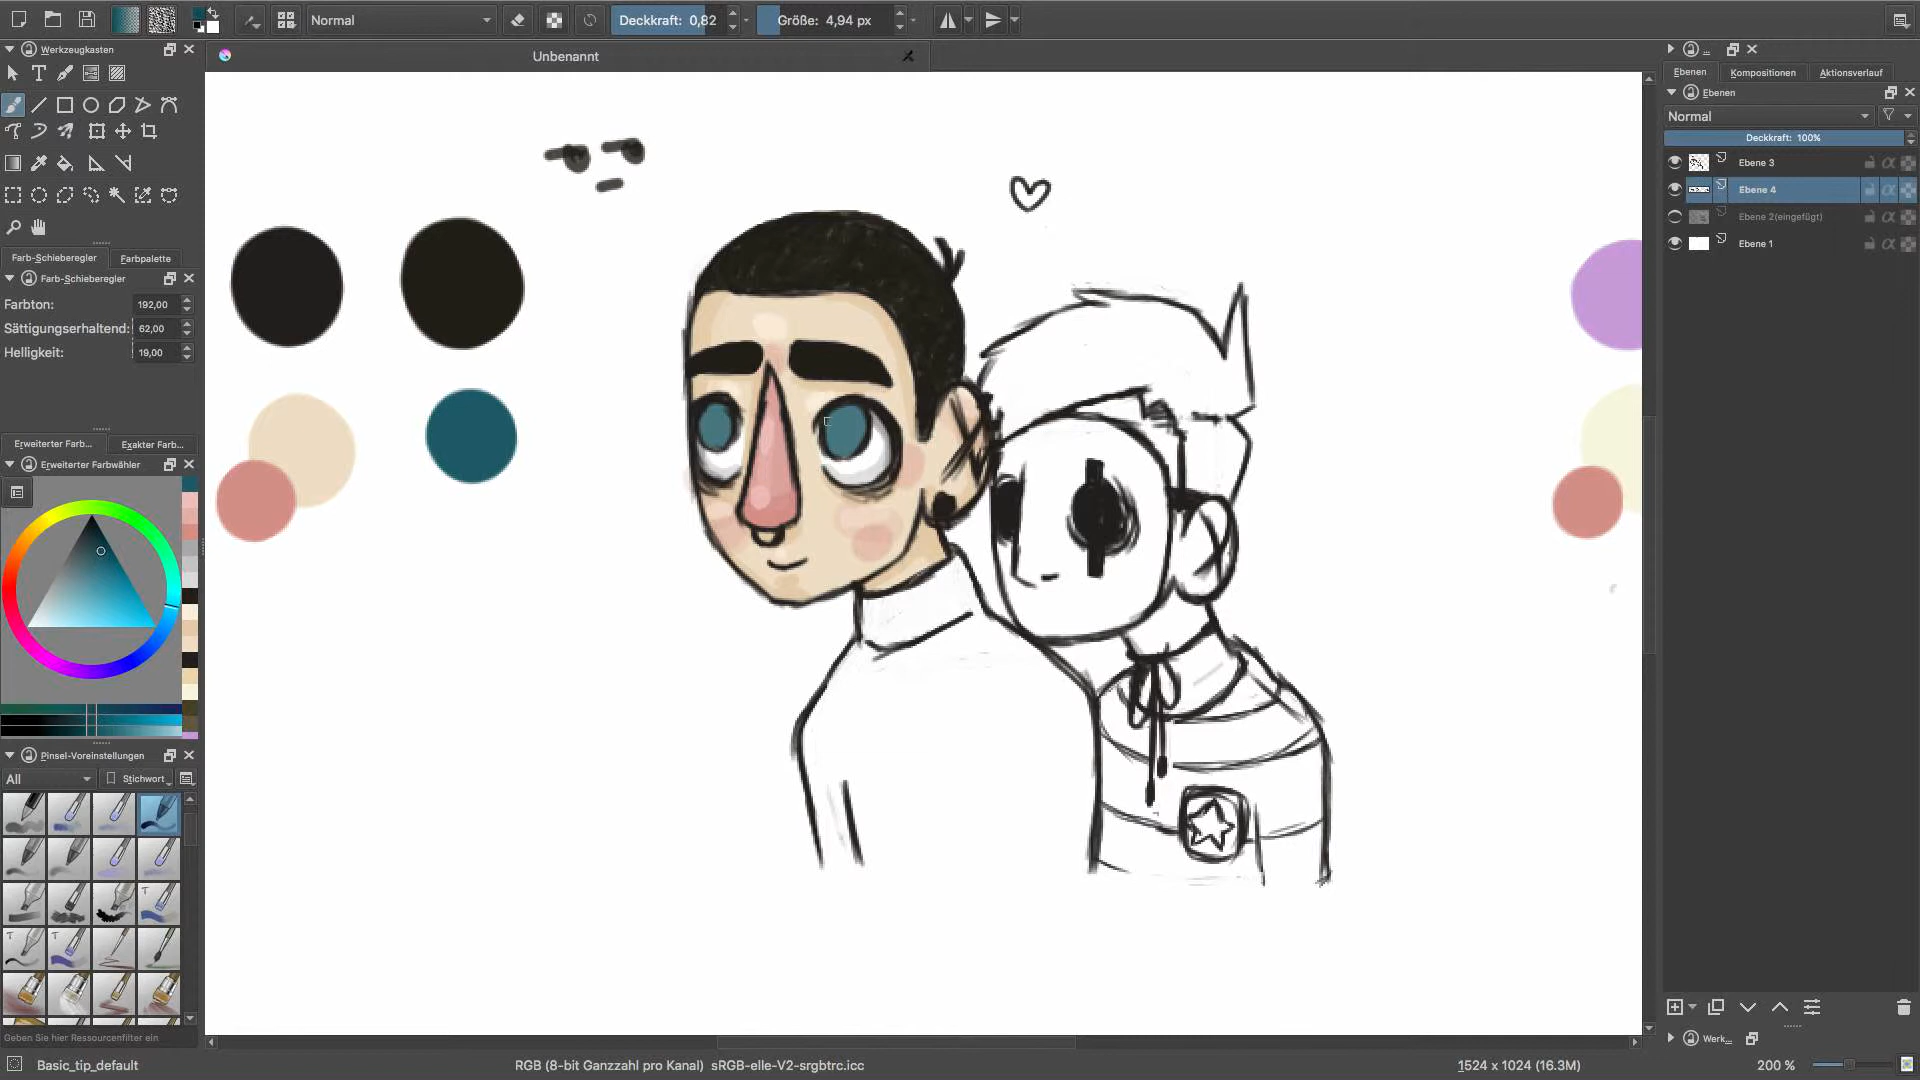 Normal
Deckkraft: 0,82
Größe: 4,94 px
Werkzeugkasten
Unbenannt
...
Ebenen
Kompositionen
Aktionsverlauf
Ebenen
Normal
Deckkraft: 100%
Ebene 3
Ebene 4
Ebene 2(eingefügt)
Ebene 1
Farb-Schieberegler
Farbpalette
Farb-Schieberegler
Farbton: 192,00
Sättigungserhaltend: 62,00
Helligkeit: 19,00
Erweiterter Farb...
Exakter Farbw...
Erweiterter Farbwähler
Pinsel-Voreinstellungen
All
Stichwort
T
T
T
Geben Sie hier Ressourcenfilter ein
Werk...
Basic_tip_default
RGB (8-bit Ganzzahl pro Kanal) sRGB-elle-V2-srgbtrc.icc
1524 x 1024 (16.3M)
200 %